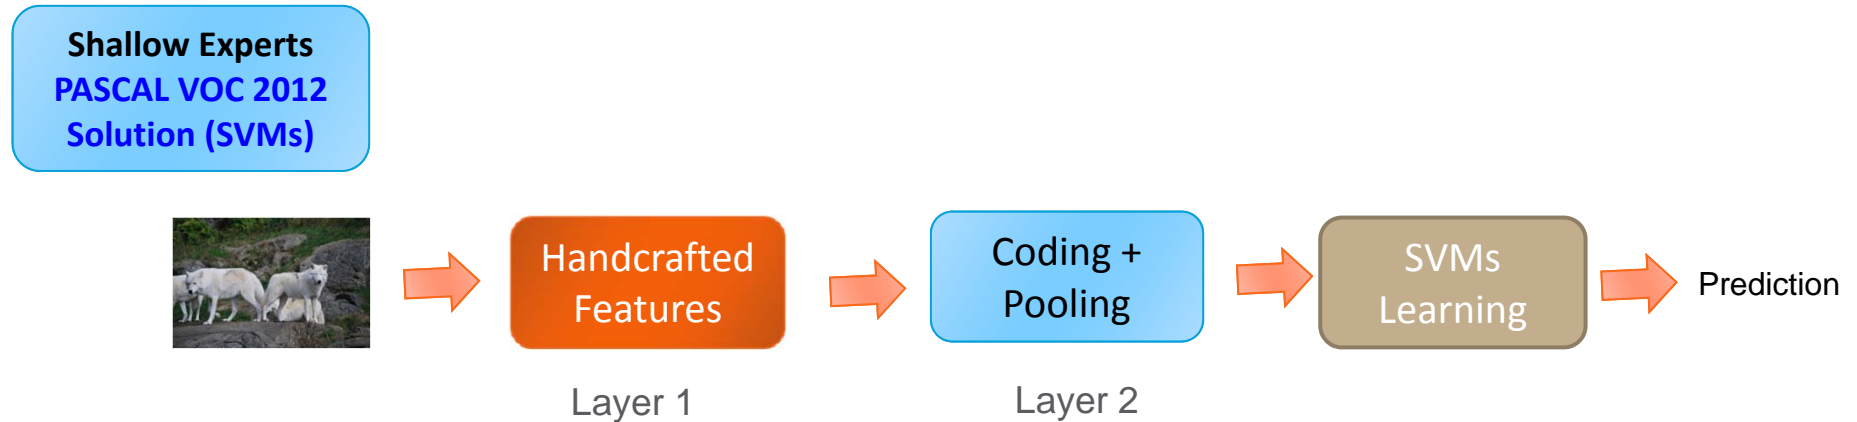 Shallow Experts
PASCAL VOC 2012
Solution (SVMs)
Handcrafted
Features
Coding +
Pooling
SVMs
Learning
Prediction
Layer 1
Layer 2